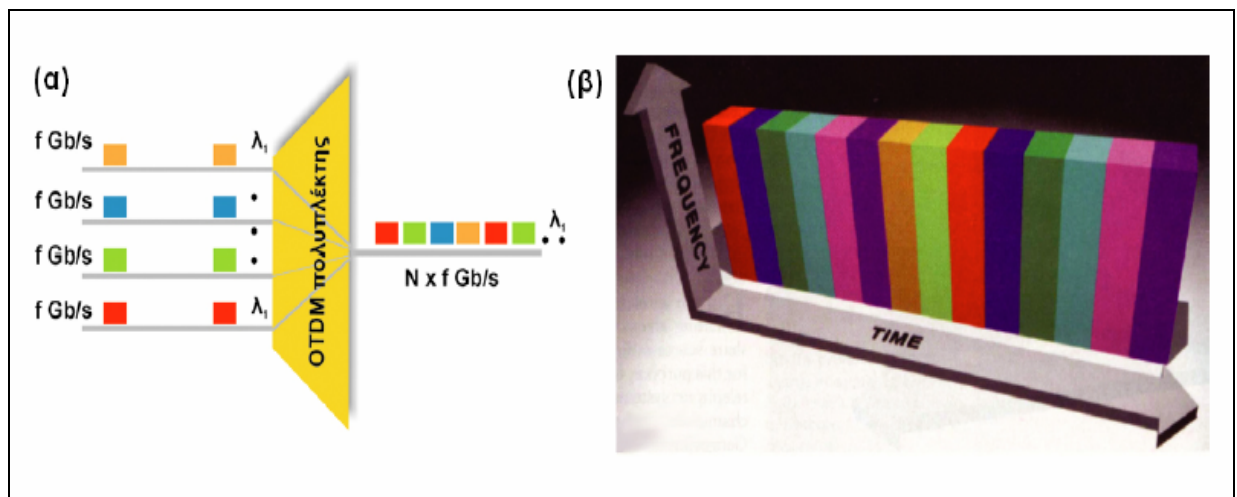 (α)
f Gb/s λ1
f Gb/s
f Gb/s
f Gb/s λ1
OTDM πολυπλέκτης
λ1
N x f Gb/s
(β)
FREQUENCY
TIME